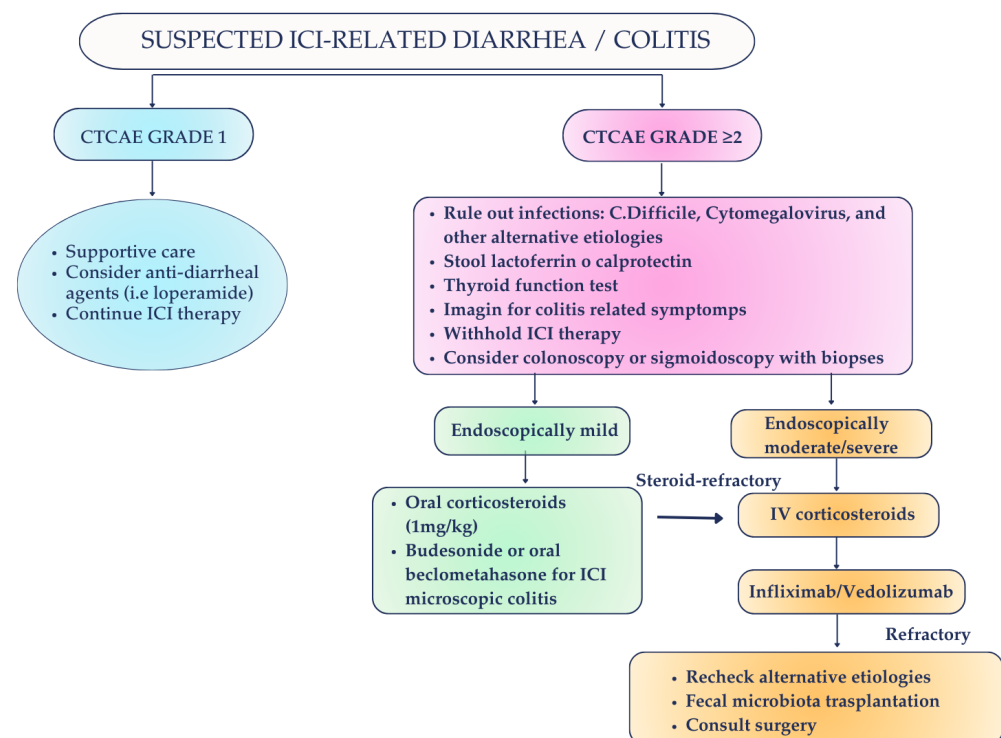 SUSPECTED ICI-RELATED DIARRHEA / COLITIS
CTCAE GRADE 1
CTCAE GRADE ≥2
• Supportive care
• Consider anti-diarrheal
agents (i.e loperamide)
• Continue ICI therapy
• Rule out infections: C.Difficile, Cytomegalovirus, and
other alternative etiologies
• Stool lactoferrin o calprotectin
• Thyroid function test
• Imagin for colitis related symptomps
• Withhold ICI therapy
• Consider colonoscopy or sigmoidoscopy with biopses
Endoscopically mild
Endoscopically
moderate/severe
• Oral corticosteroids
(1mg/kg)
• Budesonide or oral
beclometahasone for ICI
microscopic colitis
Steroid-refractory
IV corticosteroids
Infliximab/Vedolizumab
Refractory
• Recheck alternative etiologies
• Fecal microbiota trasplantation
• Consult surgery